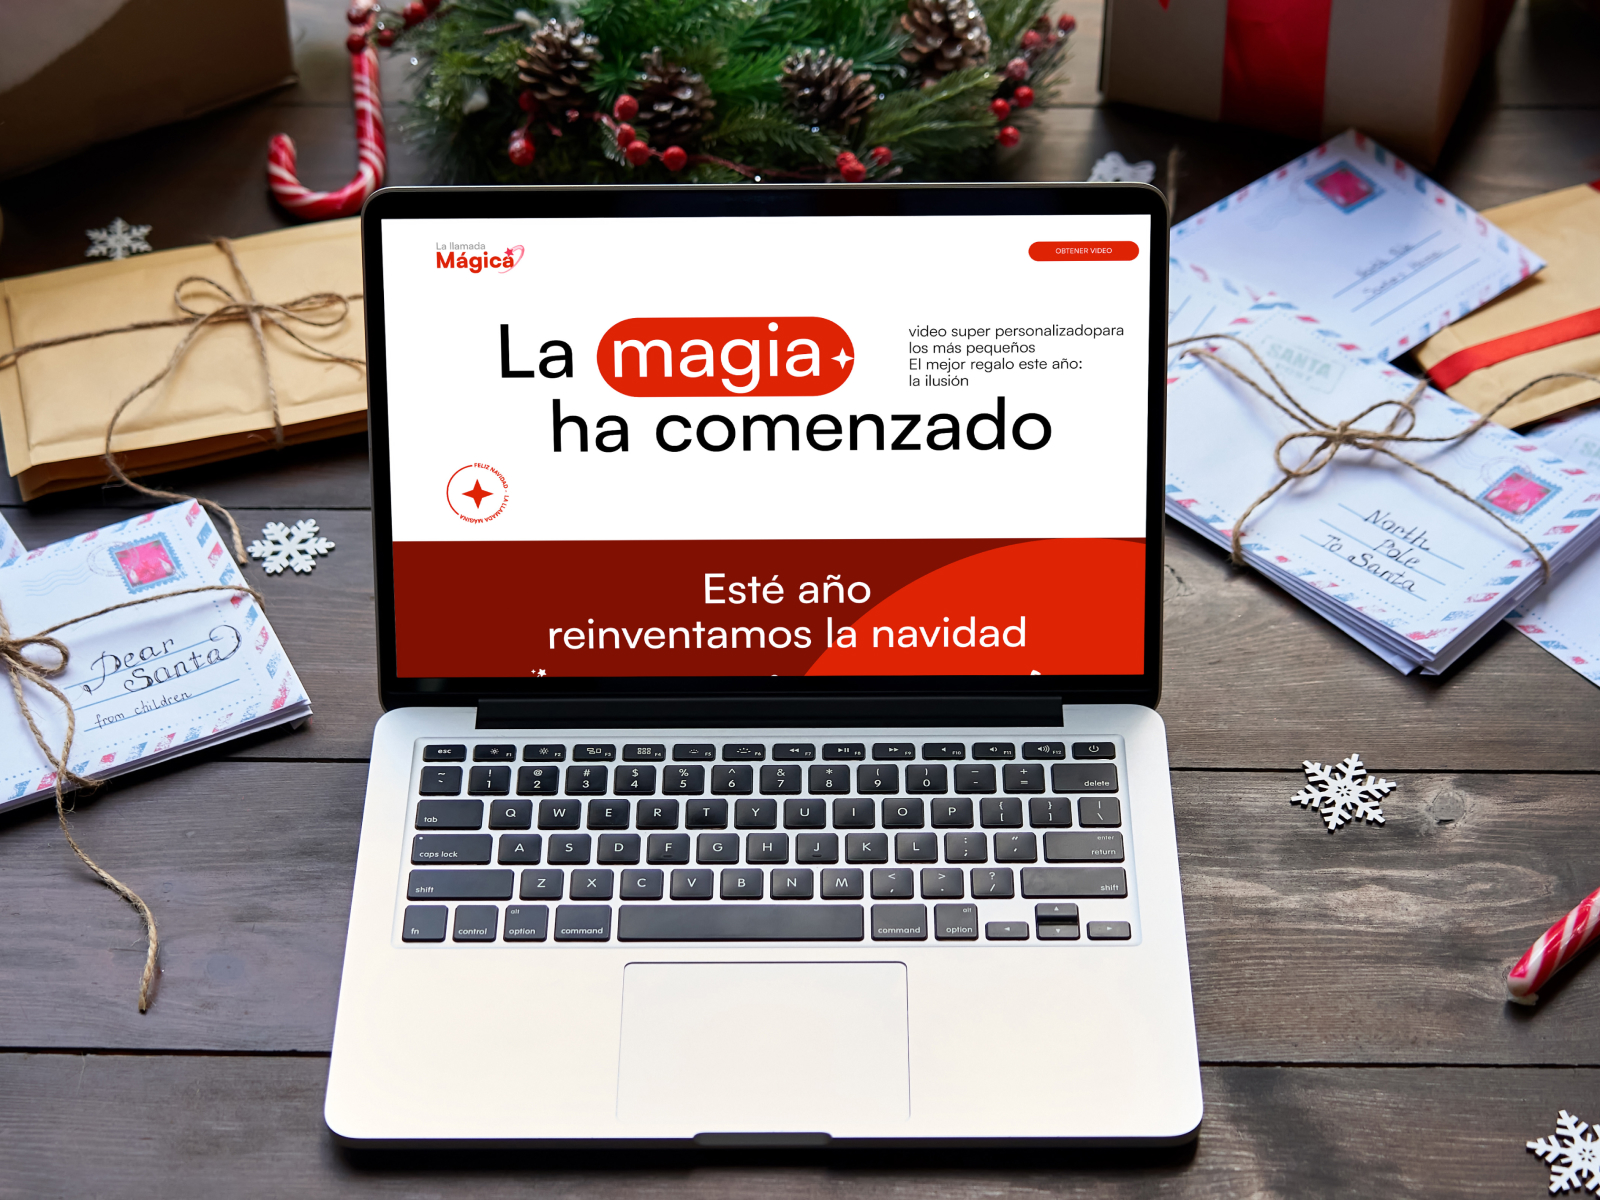 La llamada
Mágica
OBTENER VIDEO
La magia
ha comenzado
video super personalizadopara
los más pequeños
El mejor regalo este año:
la ilusión
FELIZ NAVIDAD - LA LLAMADA MAGINA
Esté año
reinventamos la navidad
Dear
Santa
from children
SANTA
North
Pole
To Santa
esc F1 F2 F3 F4 F5 F6 F7 F8 F9 F10 F11 F12
~ ! @ # $ % ^ & * ( ) _ +
` 1 2 3 4 5 6 7 8 9 0 - = delete
tab Q W E R T Y U I O P { [ } ] | \
caps lock A S D F G H J K L : ; " ' enter return
shift Z X C V B N M < , > . ? / shift
fn control alt option command command alt option